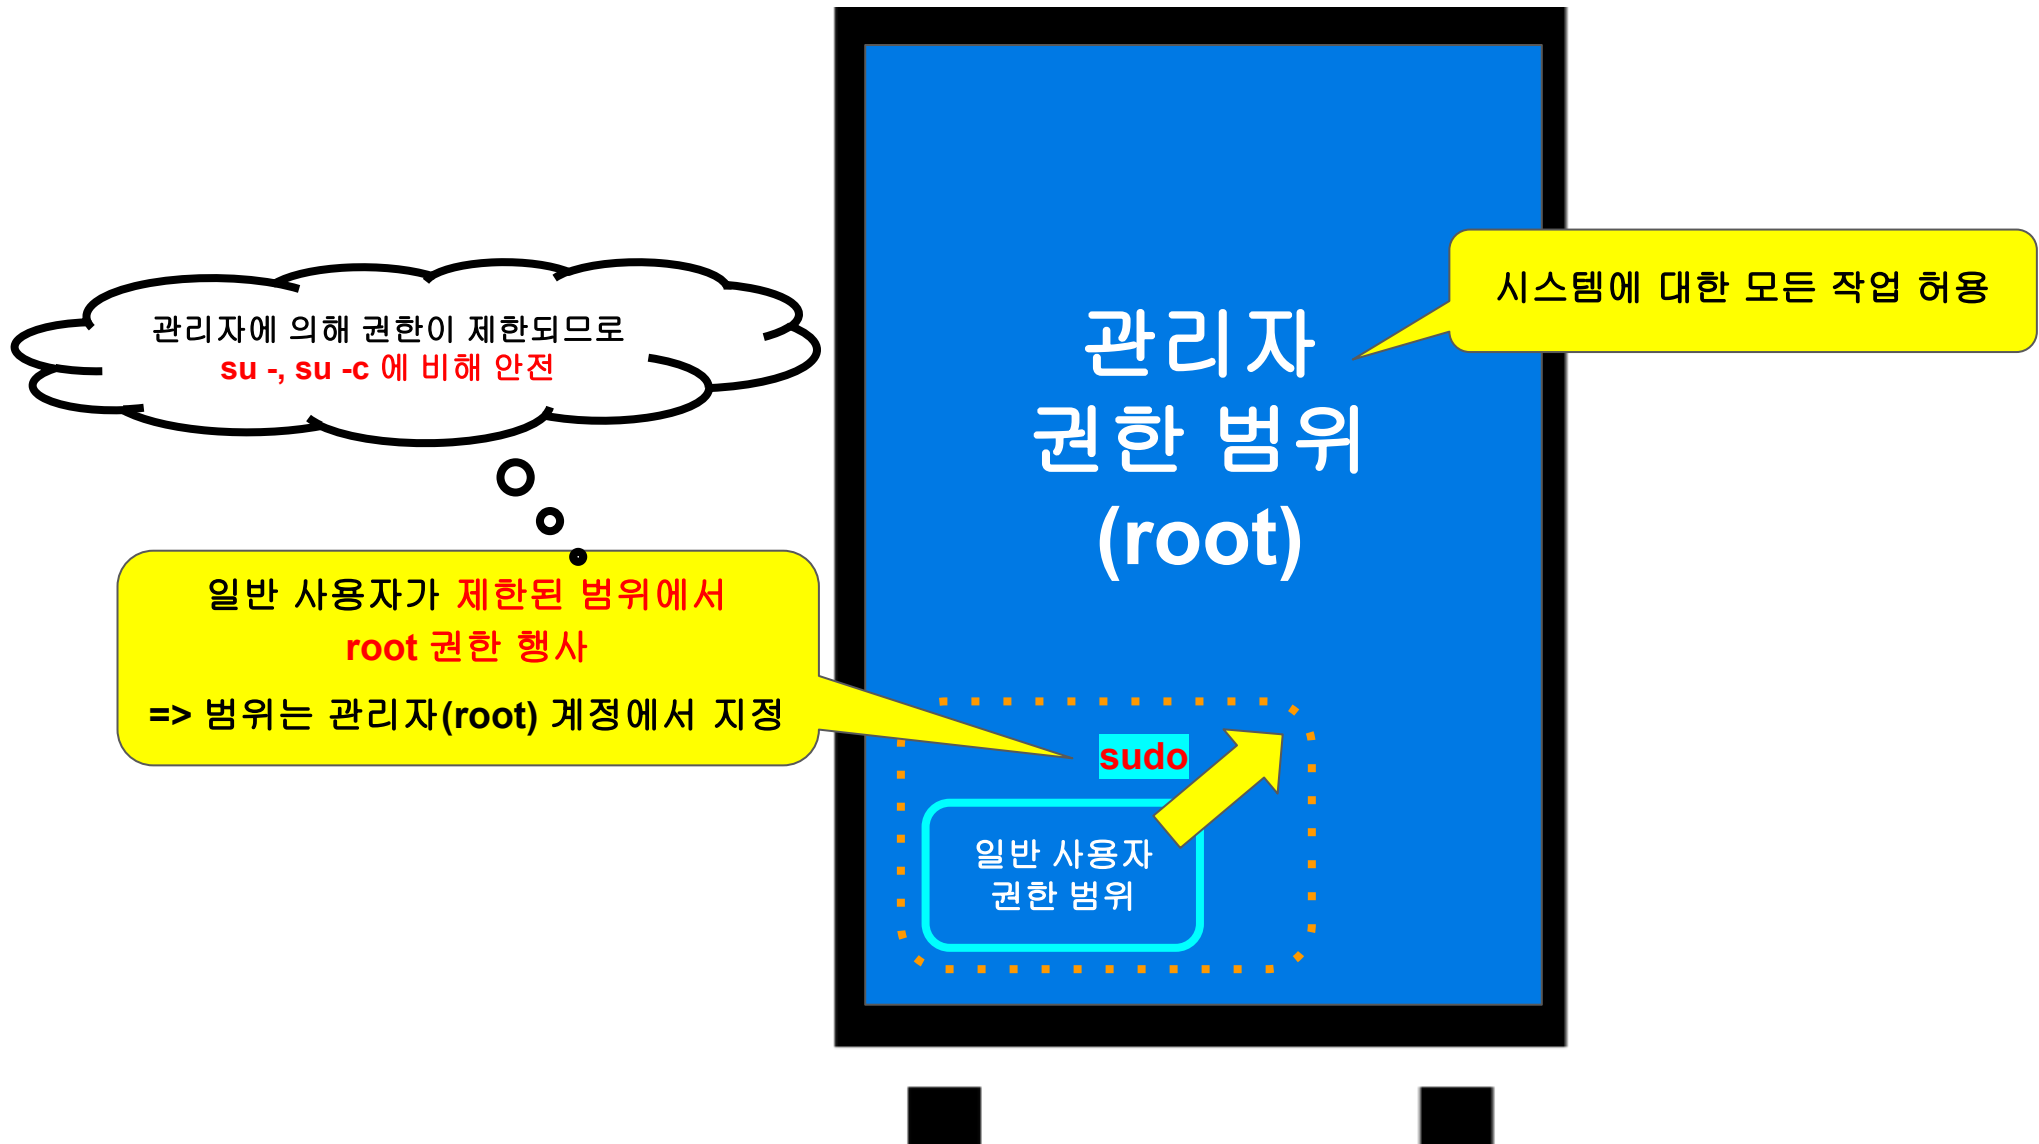 관리자에 의해 권한이 제한되므로
su -, su -c 에 비해 안전
일반 사용자가 제한된 범위에서
root 권한 행사
=> 범위는 관리자(root) 계정에서 지정
관리자
권한 범위
(root)
시스템에 대한 모든 작업 허용
sudo
일반 사용자
권한 범위